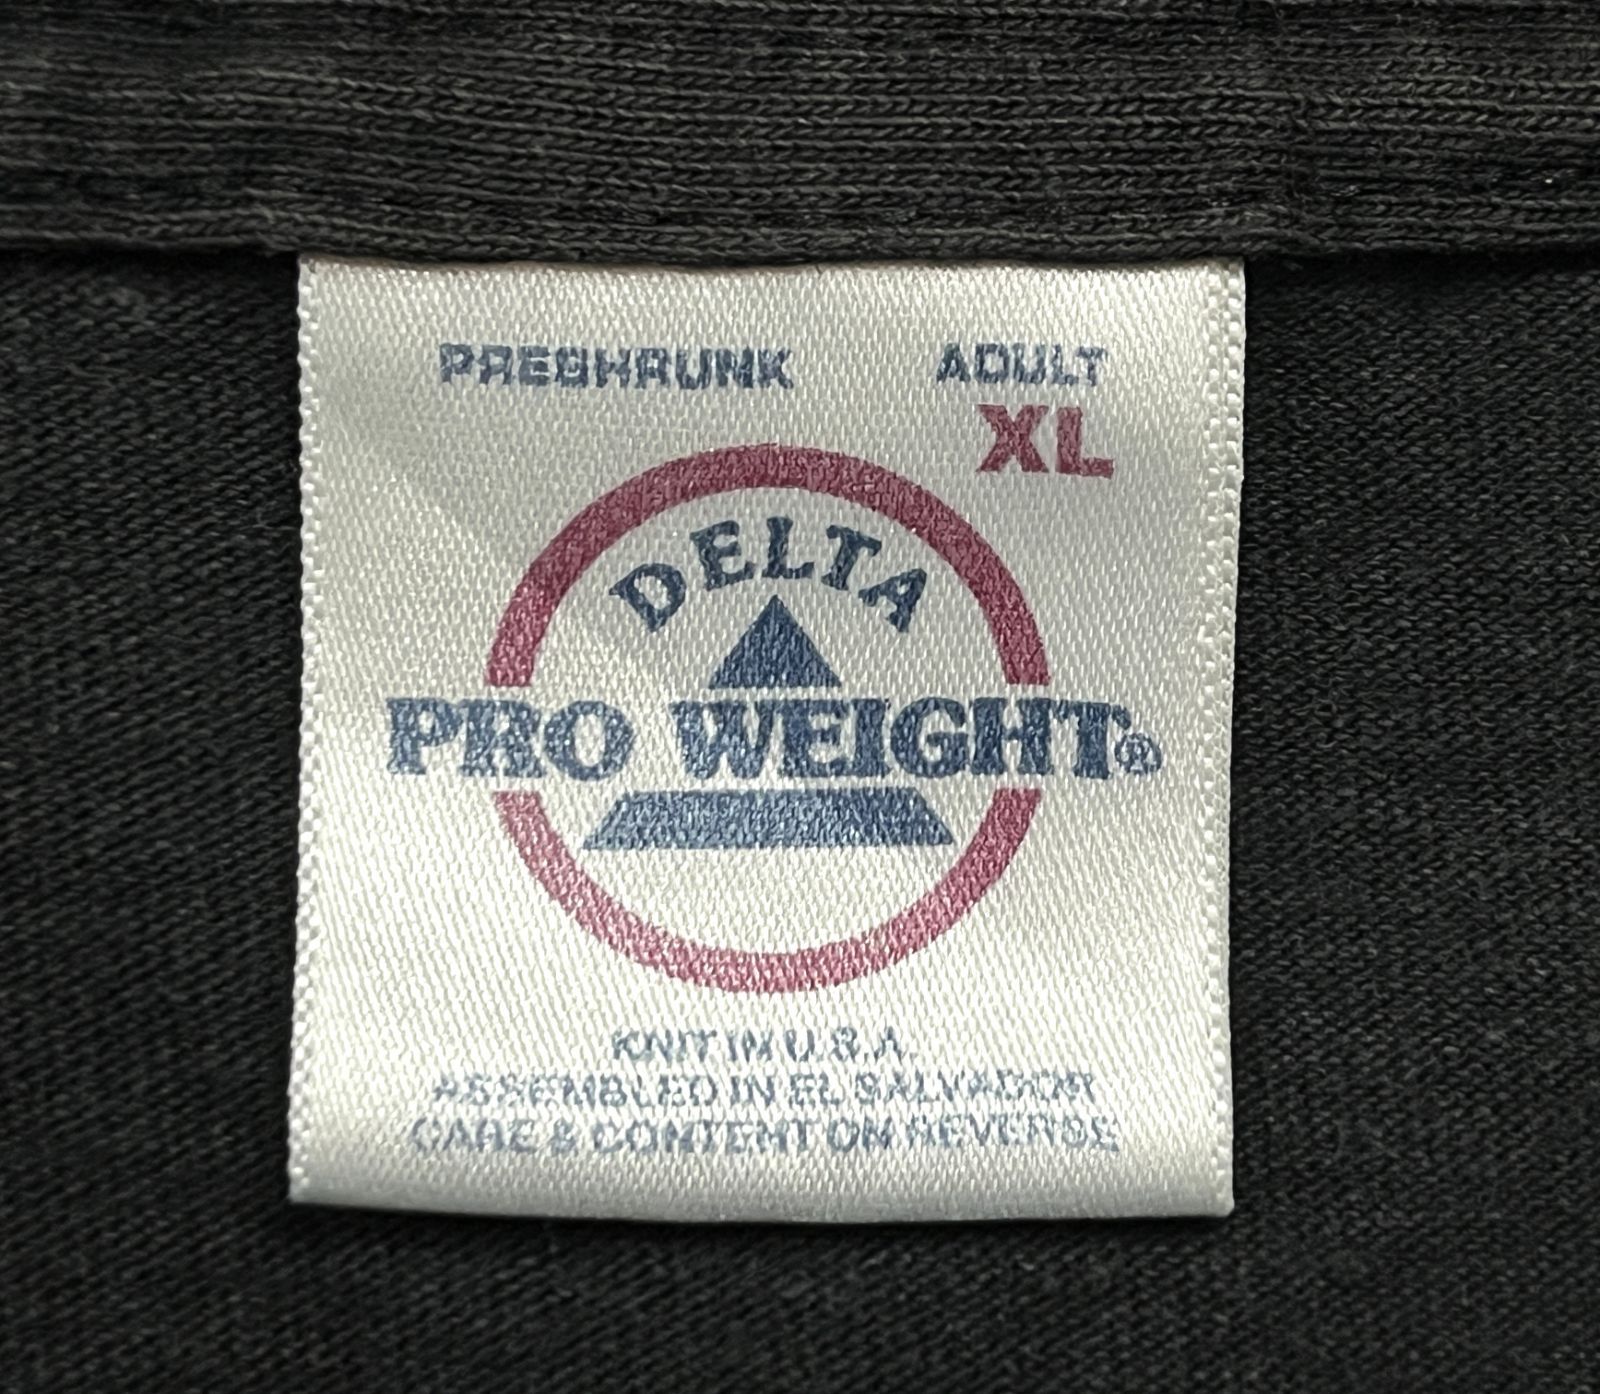 PRESHRUNK ADULT
XL
DELTA
PRO WEIGHT®
KNIT IN U.S.A.
ASSEMBLED IN EL SALVADOR
CARE & CONTENT ON REVERSE